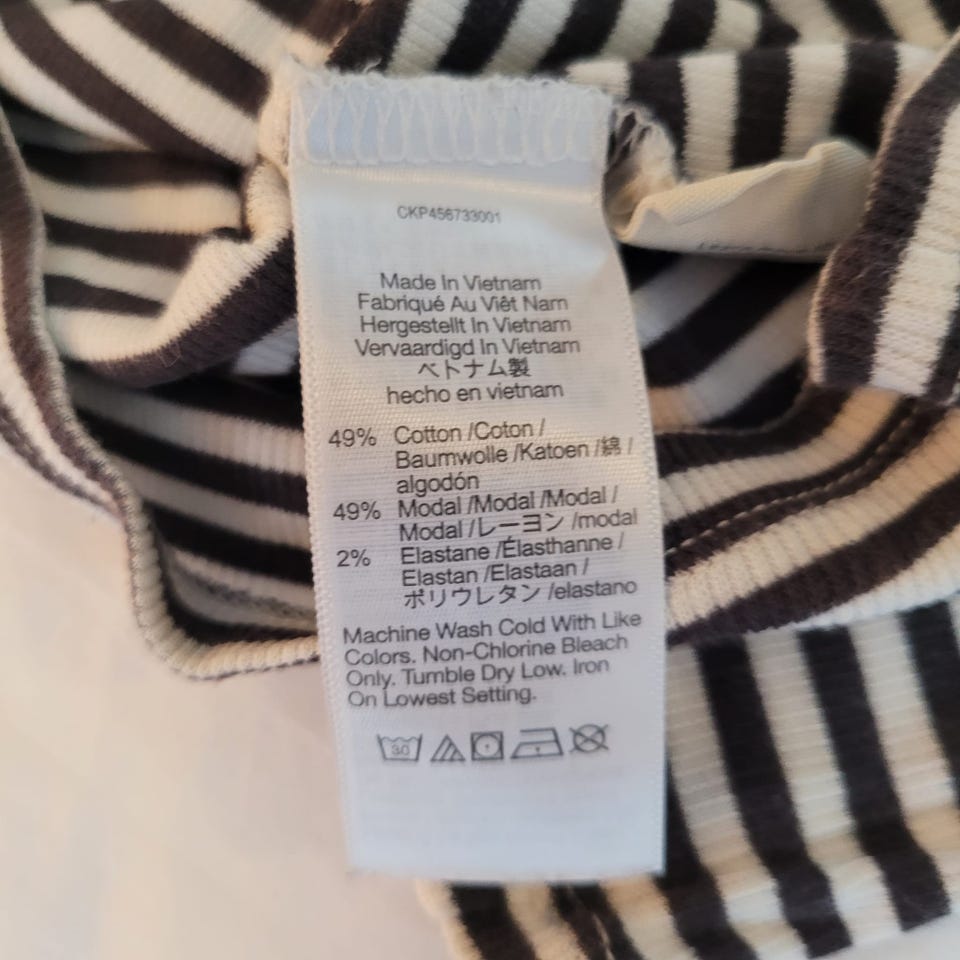 CKP456733001
Made In Vietnam
Fabriqué Au Viêt Nam
Hergestellt In Vietnam
Vervaardigd In Vietnam
ベトナム製
hecho en vietnam
49% Cotton /Coton /
Baumwolle /Katoen /綿 /
algodón
49% Modal /Modal /Modal /
Modal /レーヨン /modal
2% Elastane /Élasthanne /
Elastan /Elastaan /
ポリウレタン /elastano
Machine Wash Cold With Like
Colors. Non-Chlorine Bleach
Only. Tumble Dry Low. Iron
On Lowest Setting.
30